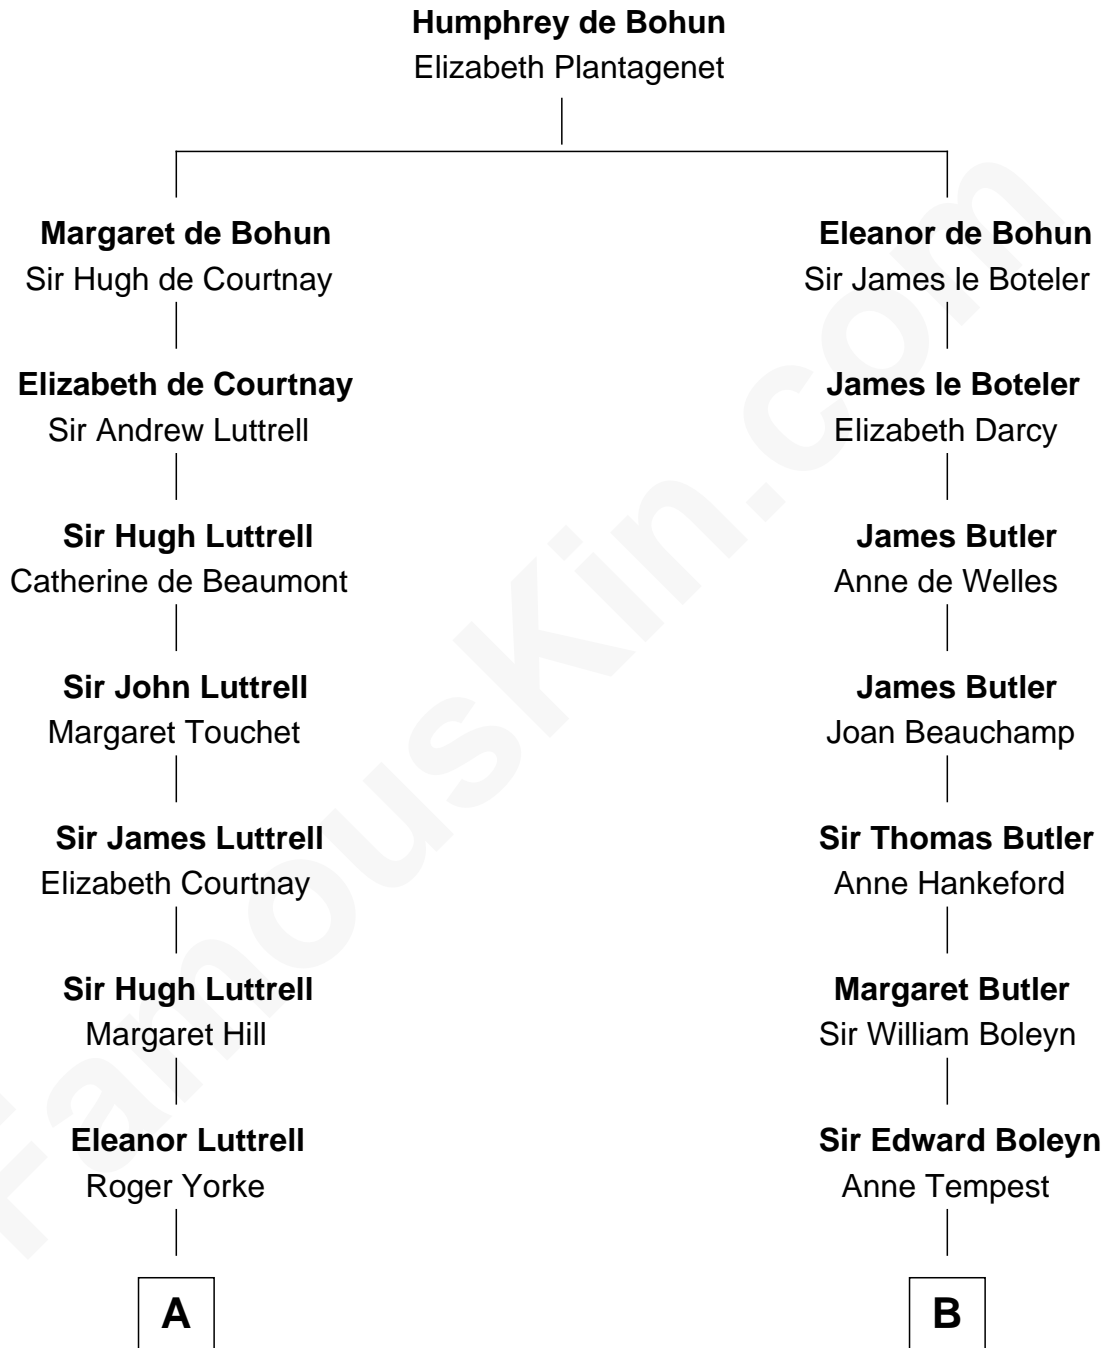 Humphrey de Bohun
Elizabeth Plantagenet
Margaret de Bohun
Sir Hugh de Courtnay
Eleanor de Bohun
Sir James le Boteler
Elizabeth de Courtnay
Sir Andrew Luttrell
James le Boteler
Elizabeth Darcy
Sir Hugh Luttrell
Catherine de Beaumont
James Butler
Anne de Welles
Sir John Luttrell
Margaret Touchet
James Butler
Joan Beauchamp
Sir James Luttrell
Elizabeth Courtnay
Sir Thomas Butler
Anne Hankeford
Sir Hugh Luttrell
Margaret Hill
Margaret Butler
Sir William Boleyn
Eleanor Luttrell
Roger Yorke
Sir Edward Boleyn
Anne Tempest
A
B
FamousKin.com